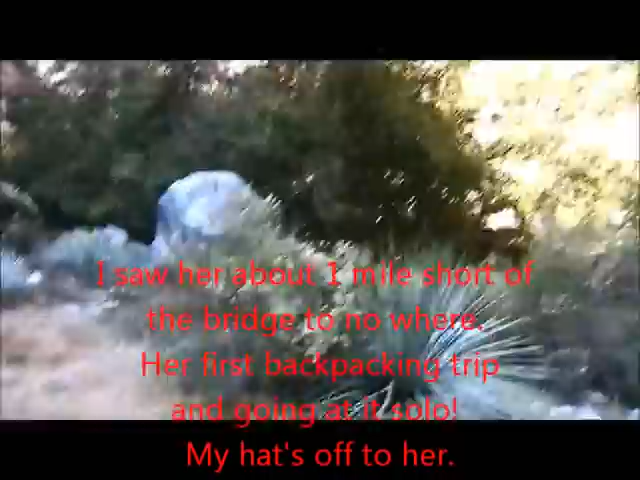 I saw her about 1 mile short of
the bridge to no where.
Her first backpacking trip
and going at it solo!
My hat's off to her.